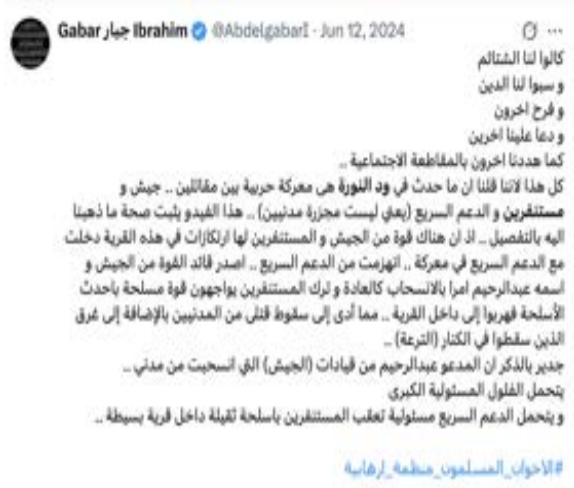 Gabar جبار Ibrahim @AbdelgabarI · Jun 12, 2024
كالوا لنا الشتائم
و سبوا لنا الدين
و فرح اخرون
و دعا علينا اخرين
كما هددنا اخرون بالمقاطعة الاجتماعية ..
كل هذا لاننا قلنا ان ما حدث في ود النورة هي معركة حربية بين مقاتلين .. جيش و
مستنفرين و الدعم السريع (يعني ليست مجزرة مدنيين) .. هذا الفيديو يثبت صحة ما ذهبنا
اليه بالتفصيل .. اذ ان هناك قوة من الجيش و المستنفرين لها ارتكازات في هذه القرية دخلت
مع الدعم السريع في معركة .. انهزمت من الدعم السريع .. اصدر قائد القوة من الجيش و
اسمه عبدالرحيم امرا بالانسحاب كالعادة و ترك المستنفرين يواجهون قوة مسلحة باحدث
الأسلحة فهربوا إلى داخل القرية .. مما أدى إلى سقوط قتلى من المدنيين بالإضافة إلى غرق
الذين سقطوا في الكنار (الترعة) ..
جدير بالذكر ان المدعو عبدالرحيم من قيادات (الجيش) التي انسحبت من مدني ..
يتحمل الفلول المسئولية الكبرى
و يتحمل الدعم السريع مسئولية تعقب المستنفرين باسلحة ثقيلة داخل قرية بسيطة ..
#الاخوان_المسلمون_منظمة_ارهابية